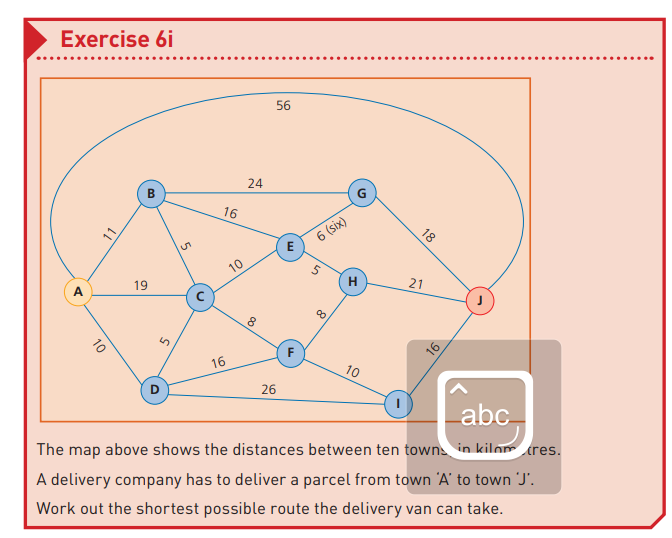 Exercise 6i
56
24
B
G
16
6 (six)
11
5
18
E
10
5
H
19
21
A
C
J
8
8
10
5
F
16
16
10
D
26
I
abc
The map above shows the distances between ten towns, in kilometres.
A delivery company has to deliver a parcel from town ‘A’ to town ‘J’.
Work out the shortest possible route the delivery van can take.